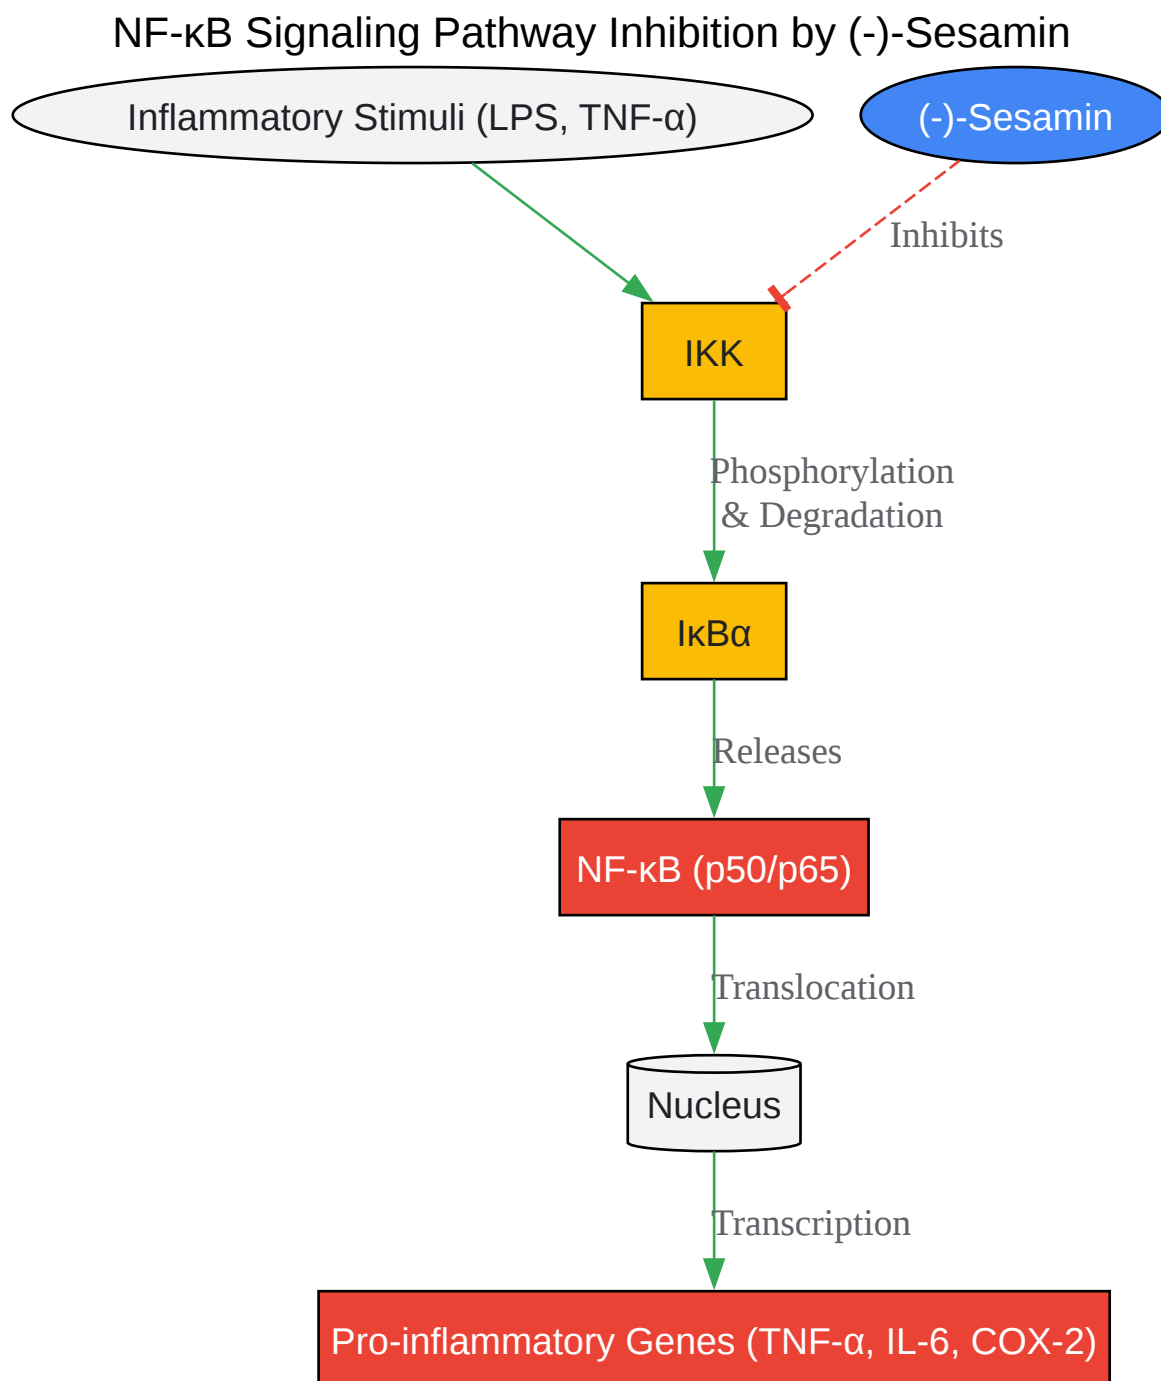 NF-κB Signaling Pathway Inhibition by (-)-Sesamin
Inflammatory Stimuli (LPS, TNF-α)
(-)-Sesamin
Inhibits
IKK
Phosphorylation
& Degradation
IκBα
Releases
NF-κB (p50/p65)
Translocation
Nucleus
Transcription
Pro-inflammatory Genes (TNF-α, IL-6, COX-2)